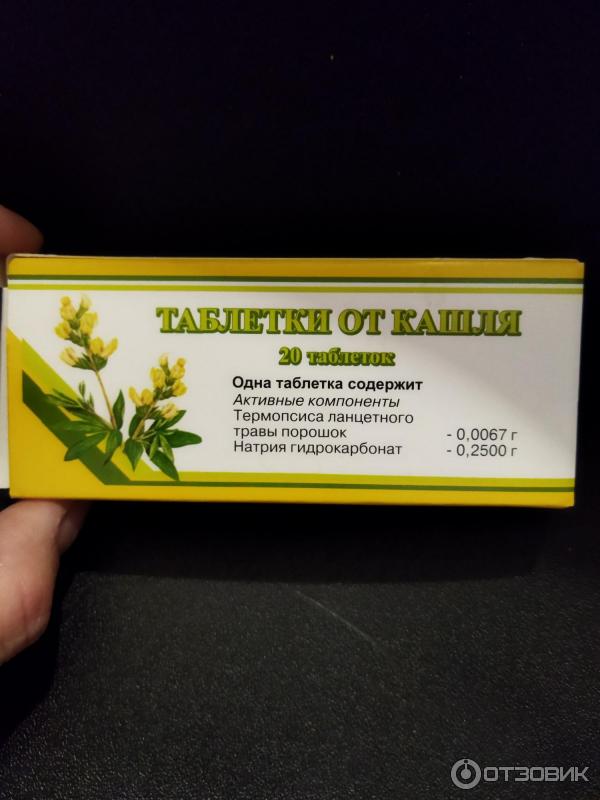 ТАБЛЕТКИ ОТ КАШЛЯ
20 таблеток
Одна таблетка содержит
Активные компоненты
Термопсиса ланцетного
травы порошок - 0,0067 г
Натрия гидрокарбонат - 0,2500 г
ОТЗОВИК